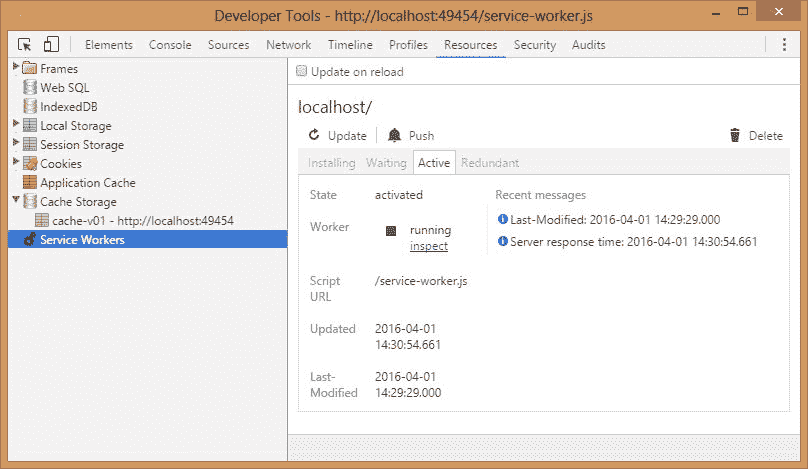 Developer Tools - http://localhost:49454/service-worker.js
Elements Console Sources Network Timeline Profiles Resources Security Audits
Frames
Web SQL
IndexedDB
Local Storage
Session Storage
Cookies
Application Cache
Cache Storage
cache-v01 - http://localhost:49454
Service Workers
Update on reload
localhost/
Update Push Delete
Installing Waiting Active Redundant
State activated
Worker running
inspect
Script
URL /service-worker.js
Updated 2016-04-01
14:30:54.661
Last-
Modified 2016-04-01
14:29:29.000
Recent messages
Last-Modified: 2016-04-01 14:29:29.000
Server response time: 2016-04-01 14:30:54.661